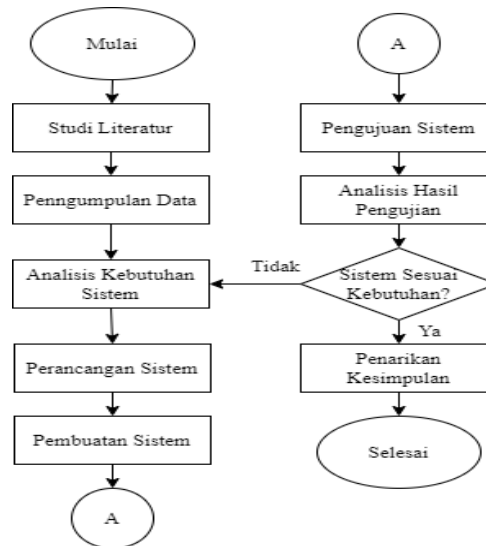 Mulai
Studi Literatur
Penngumpulan Data
Analisis Kebutuhan
Sistem
Perancangan Sistem
Pembuatan Sistem
A
A
Pengujuan Sistem
Analisis Hasil
Pengujian
Sistem Sesuai
Kebutuhan?
Tidak
Ya
Penarikan
Kesimpulan
Selesai